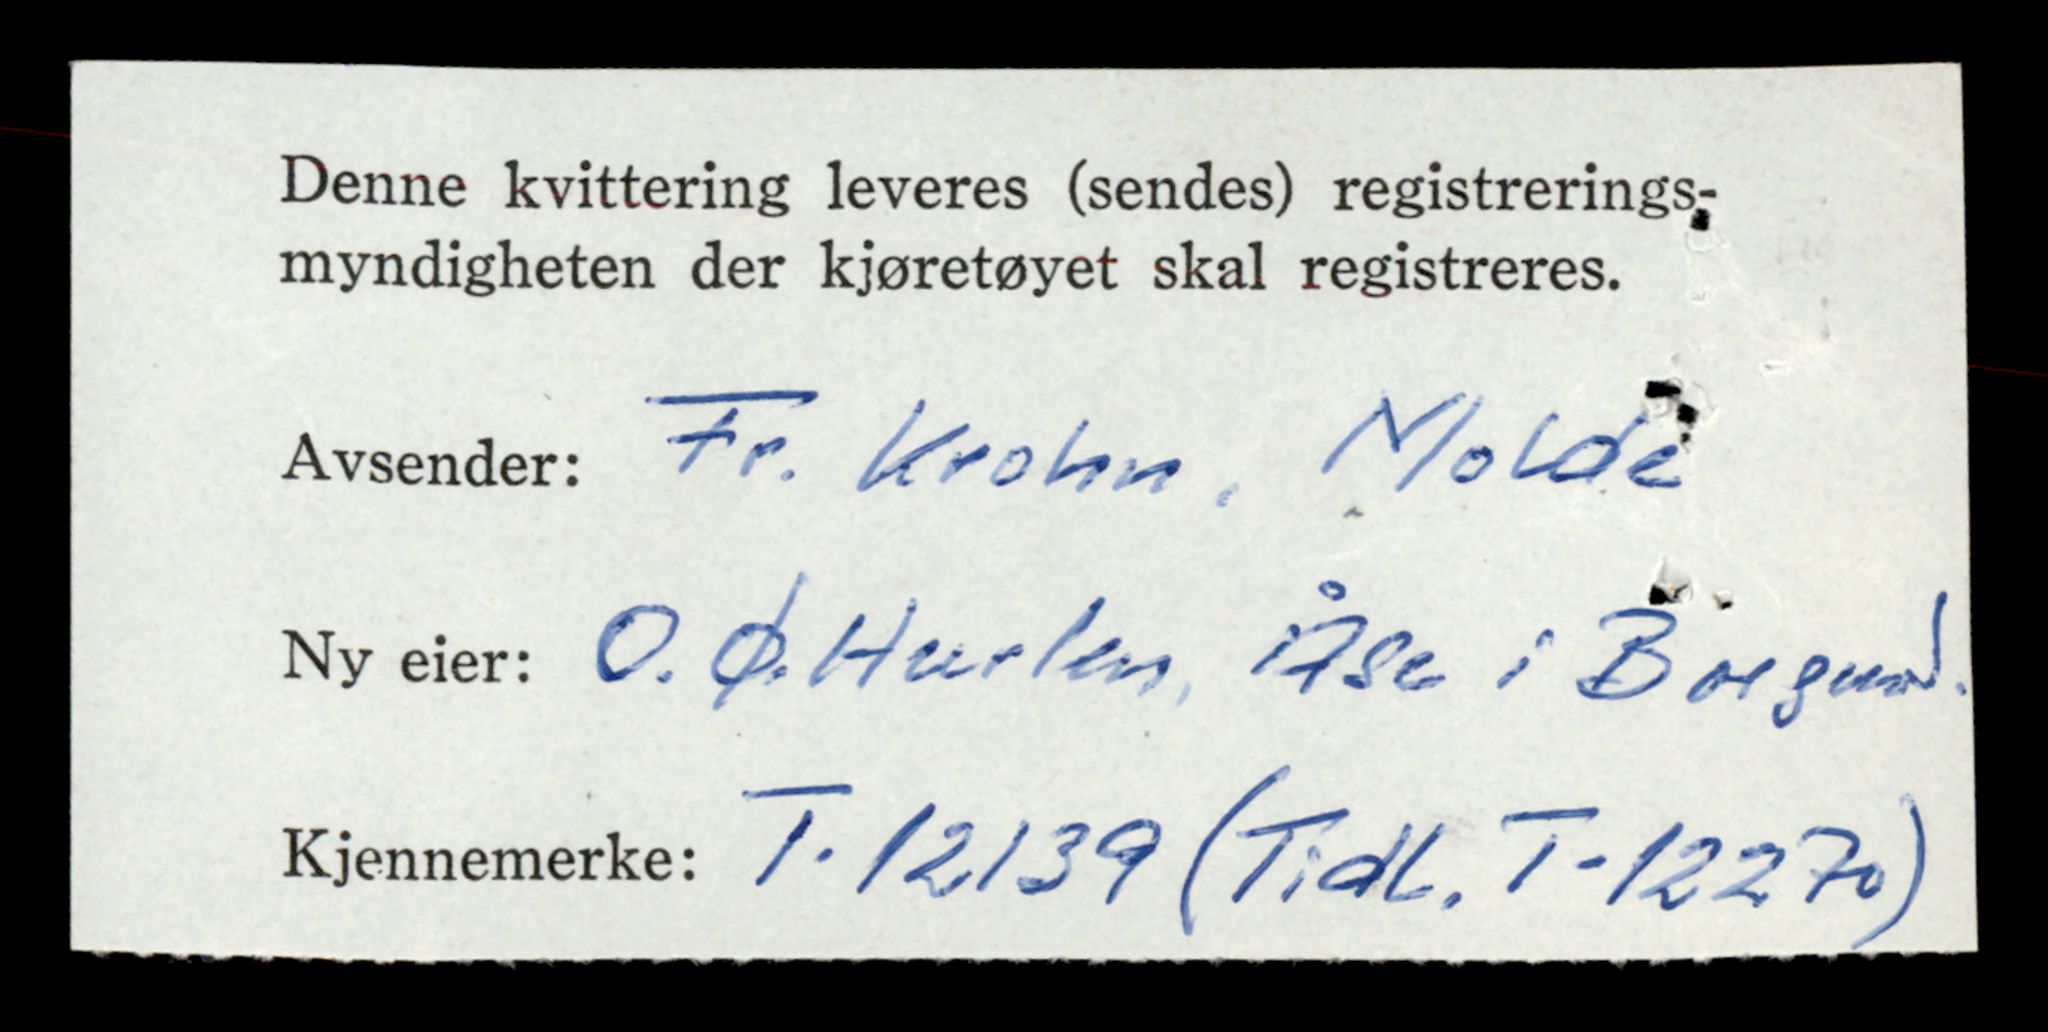 Denne kvittering leveres (sendes) registrerings-
myndigheten der kjøretøyet skal registreres.
Avsender: Fr. Krohn, Molde
Ny eier: O. Ø. Hurlen, Åse i Borgund.
Kjennemerke: T-12139 (Tidl. T-12270)